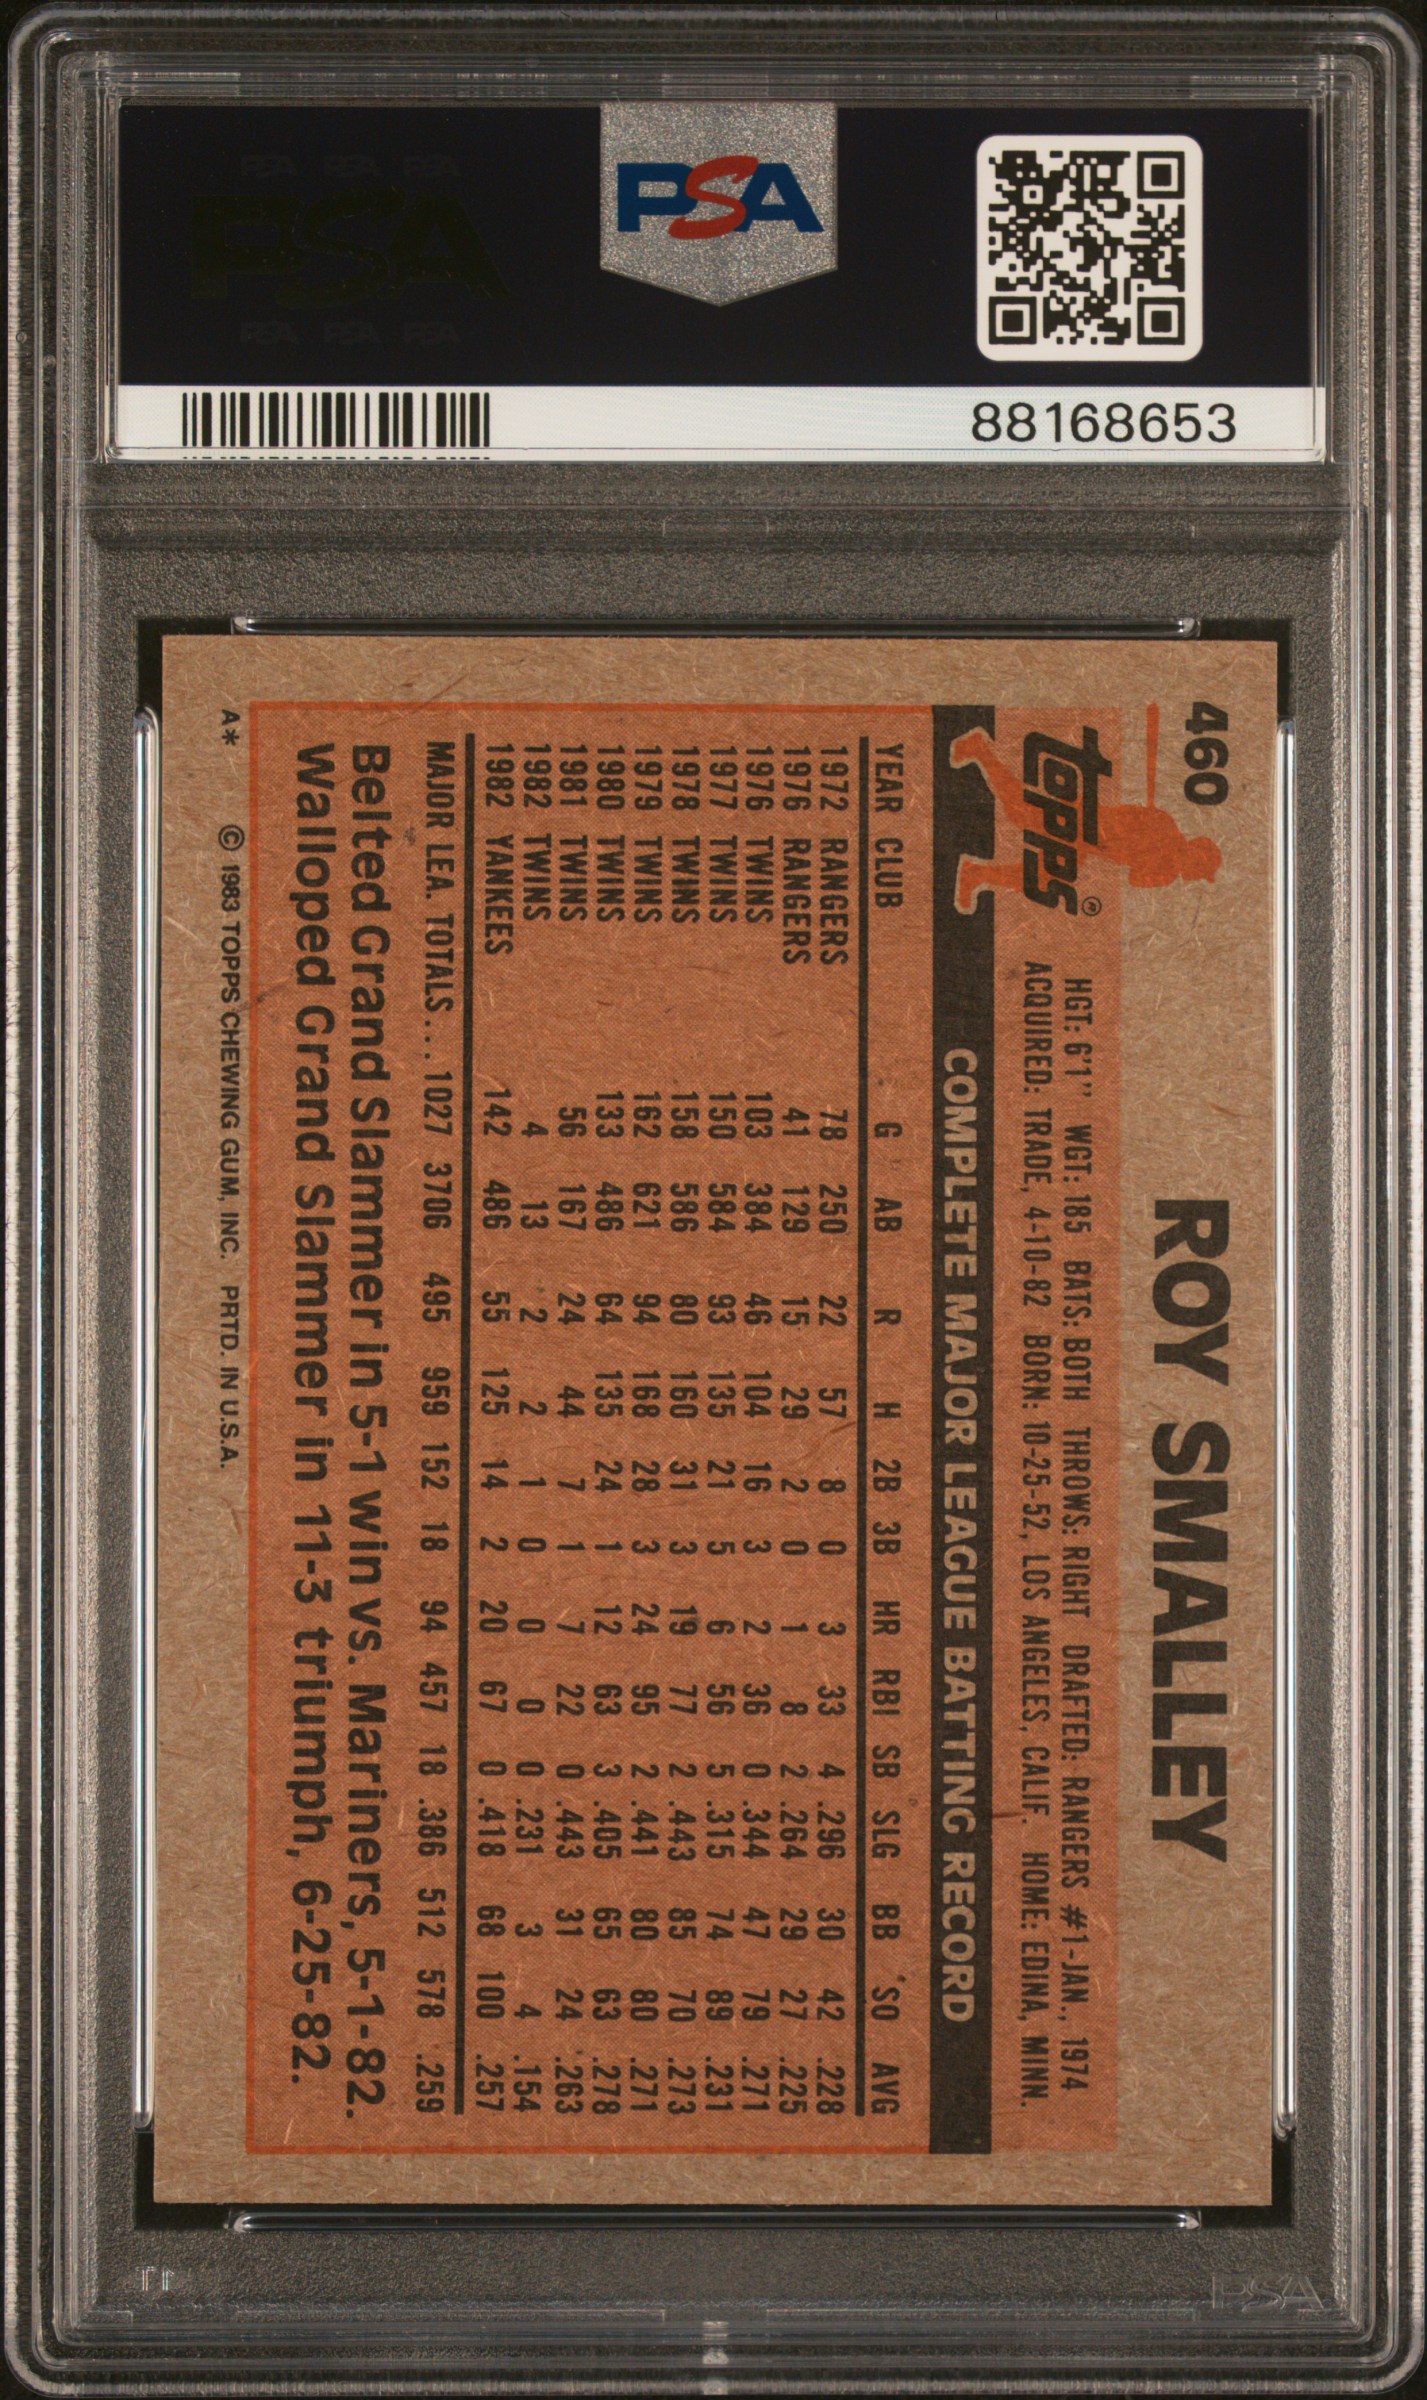 PSA
88168653
460
ROY SMALLEY
Topps®
HGT: 6'1" WGT: 185 BATS: BOTH THROWS: RIGHT DRAFTED: RANGERS #1-JAN., 1974
ACQUIRED: TRADE, 4-10-82 BORN: 10-25-52, LOS ANGELES, CALIF. HOME: EDINA, MINN.
COMPLETE MAJOR LEAGUE BATTING RECORD
YEAR CLUB G AB R H 2B 3B HR RBI SB SLG BB SO AVG
1972 RANGERS 78 250 22 57 8 0 3 33 4 .296 30 42 .228
1976 RANGERS 41 129 15 29 2 0 1 8 2 .264 29 27 .225
1976 TWINS 103 384 46 104 16 3 2 36 0 .344 47 79 .271
1977 TWINS 150 584 93 135 21 5 6 56 5 .315 74 89 .231
1978 TWINS 158 586 80 160 31 3 19 77 2 .443 85 70 .273
1979 TWINS 162 621 94 168 28 3 24 95 2 .441 80 80 .271
1980 TWINS 133 486 64 135 24 1 12 63 3 .405 65 63 .278
1981 TWINS 56 167 24 44 7 1 7 22 0 .443 31 24 .263
1982 TWINS 4 13 2 2 1 0 0 0 0 .231 3 4 .154
1982 YANKEES 142 486 55 125 14 2 20 67 0 .418 68 100 .257
MAJOR LEA. TOTALS... 1027 3706 495 959 152 18 94 457 18 .386 512 578 .259
Belted Grand Slammer in 5-1 win vs. Mariners, 5-1-82.
Walloped Grand Slammer in 11-3 triumph, 6-25-82.
A* © 1983 TOPPS CHEWING GUM, INC. PRTD. IN U.S.A.
PSA